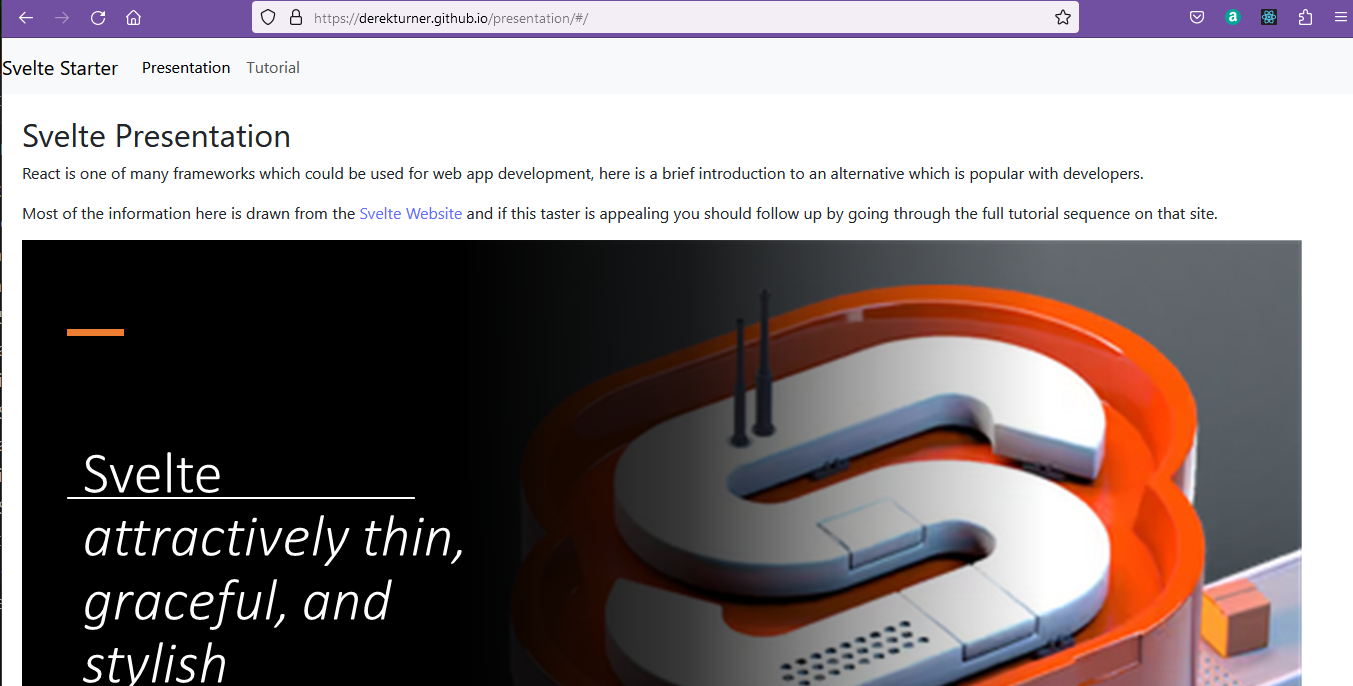 https://derekturner.github.io/presentation/#/
a
Svelte Starter Presentation Tutorial
Svelte Presentation
React is one of many frameworks which could be used for web app development, here is a brief introduction to an alternative which is popular with developers.
Most of the information here is drawn from the Svelte Website and if this taster is appealing you should follow up by going through the full tutorial sequence on that site.
Svelte
attractively thin,
graceful, and
stylish